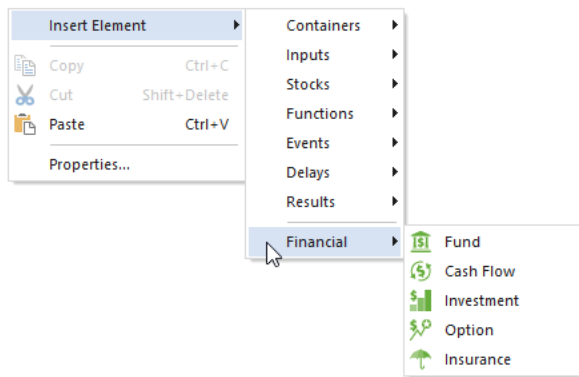 Insert Element
Copy Ctrl+C
Cut Shift+Delete
Paste Ctrl+V
Properties...
Containers
Inputs
Stocks
Functions
Events
Delays
Results
Financial
Fund
Cash Flow
Investment
Option
Insurance